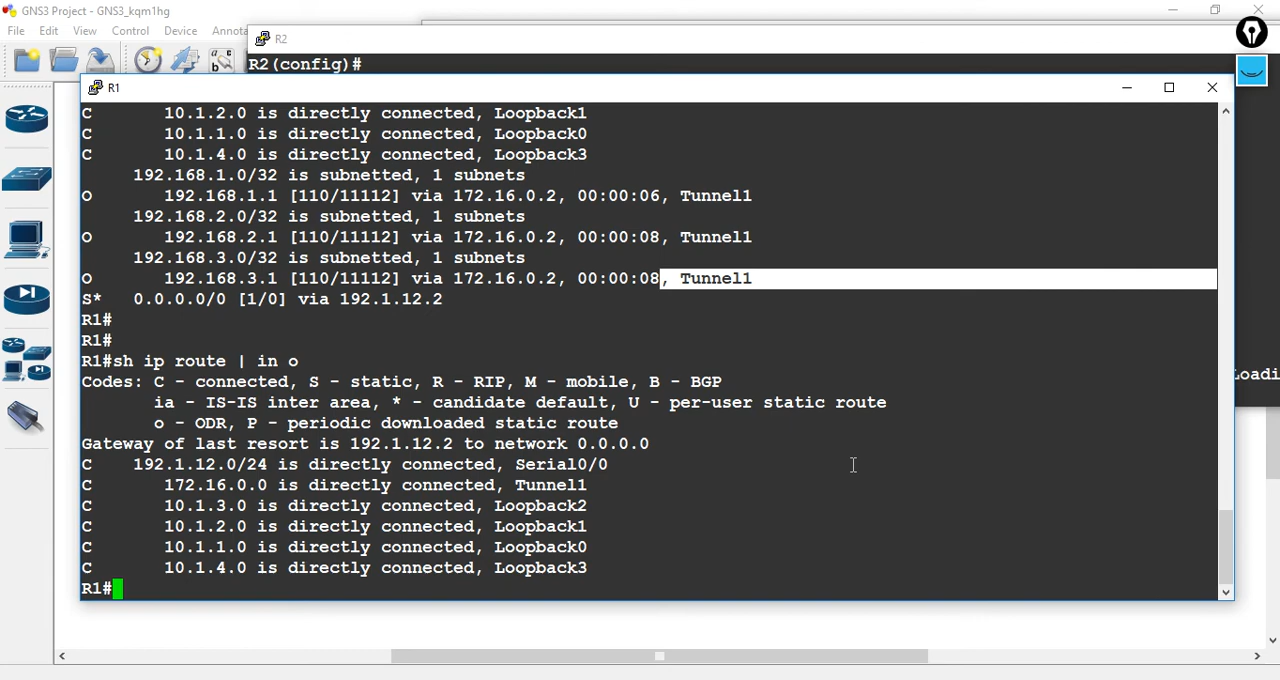 GNS3 Project - GNS3_kqm1hg
File Edit View Control Device Annota
R2
R2(config)#
R1
C 10.1.2.0 is directly connected, Loopback1
C 10.1.1.0 is directly connected, Loopback0
C 10.1.4.0 is directly connected, Loopback3
192.168.1.0/32 is subnetted, 1 subnets
O 192.168.1.1 [110/11112] via 172.16.0.2, 00:00:06, Tunnel1
192.168.2.0/32 is subnetted, 1 subnets
O 192.168.2.1 [110/11112] via 172.16.0.2, 00:00:08, Tunnel1
192.168.3.0/32 is subnetted, 1 subnets
O 192.168.3.1 [110/11112] via 172.16.0.2, 00:00:08, Tunnel1
S* 0.0.0.0/0 [1/0] via 192.1.12.2
R1#
R1#
R1#sh ip route | in o
Codes: C - connected, S - static, R - RIP, M - mobile, B - BGP
ia - IS-IS inter area, * - candidate default, U - per-user static route
Loadi
o - ODR, P - periodic downloaded static route
Gateway of last resort is 192.1.12.2 to network 0.0.0.0
C 192.1.12.0/24 is directly connected, Serial0/0
C 172.16.0.0 is directly connected, Tunnel1
C 10.1.3.0 is directly connected, Loopback2
C 10.1.2.0 is directly connected, Loopback1
C 10.1.1.0 is directly connected, Loopback0
C 10.1.4.0 is directly connected, Loopback3
R1#